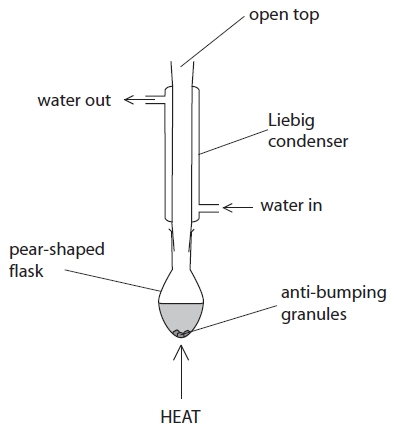 open top
water out
Liebig
condenser
water in
pear-shaped
flask
anti-bumping
granules
HEAT